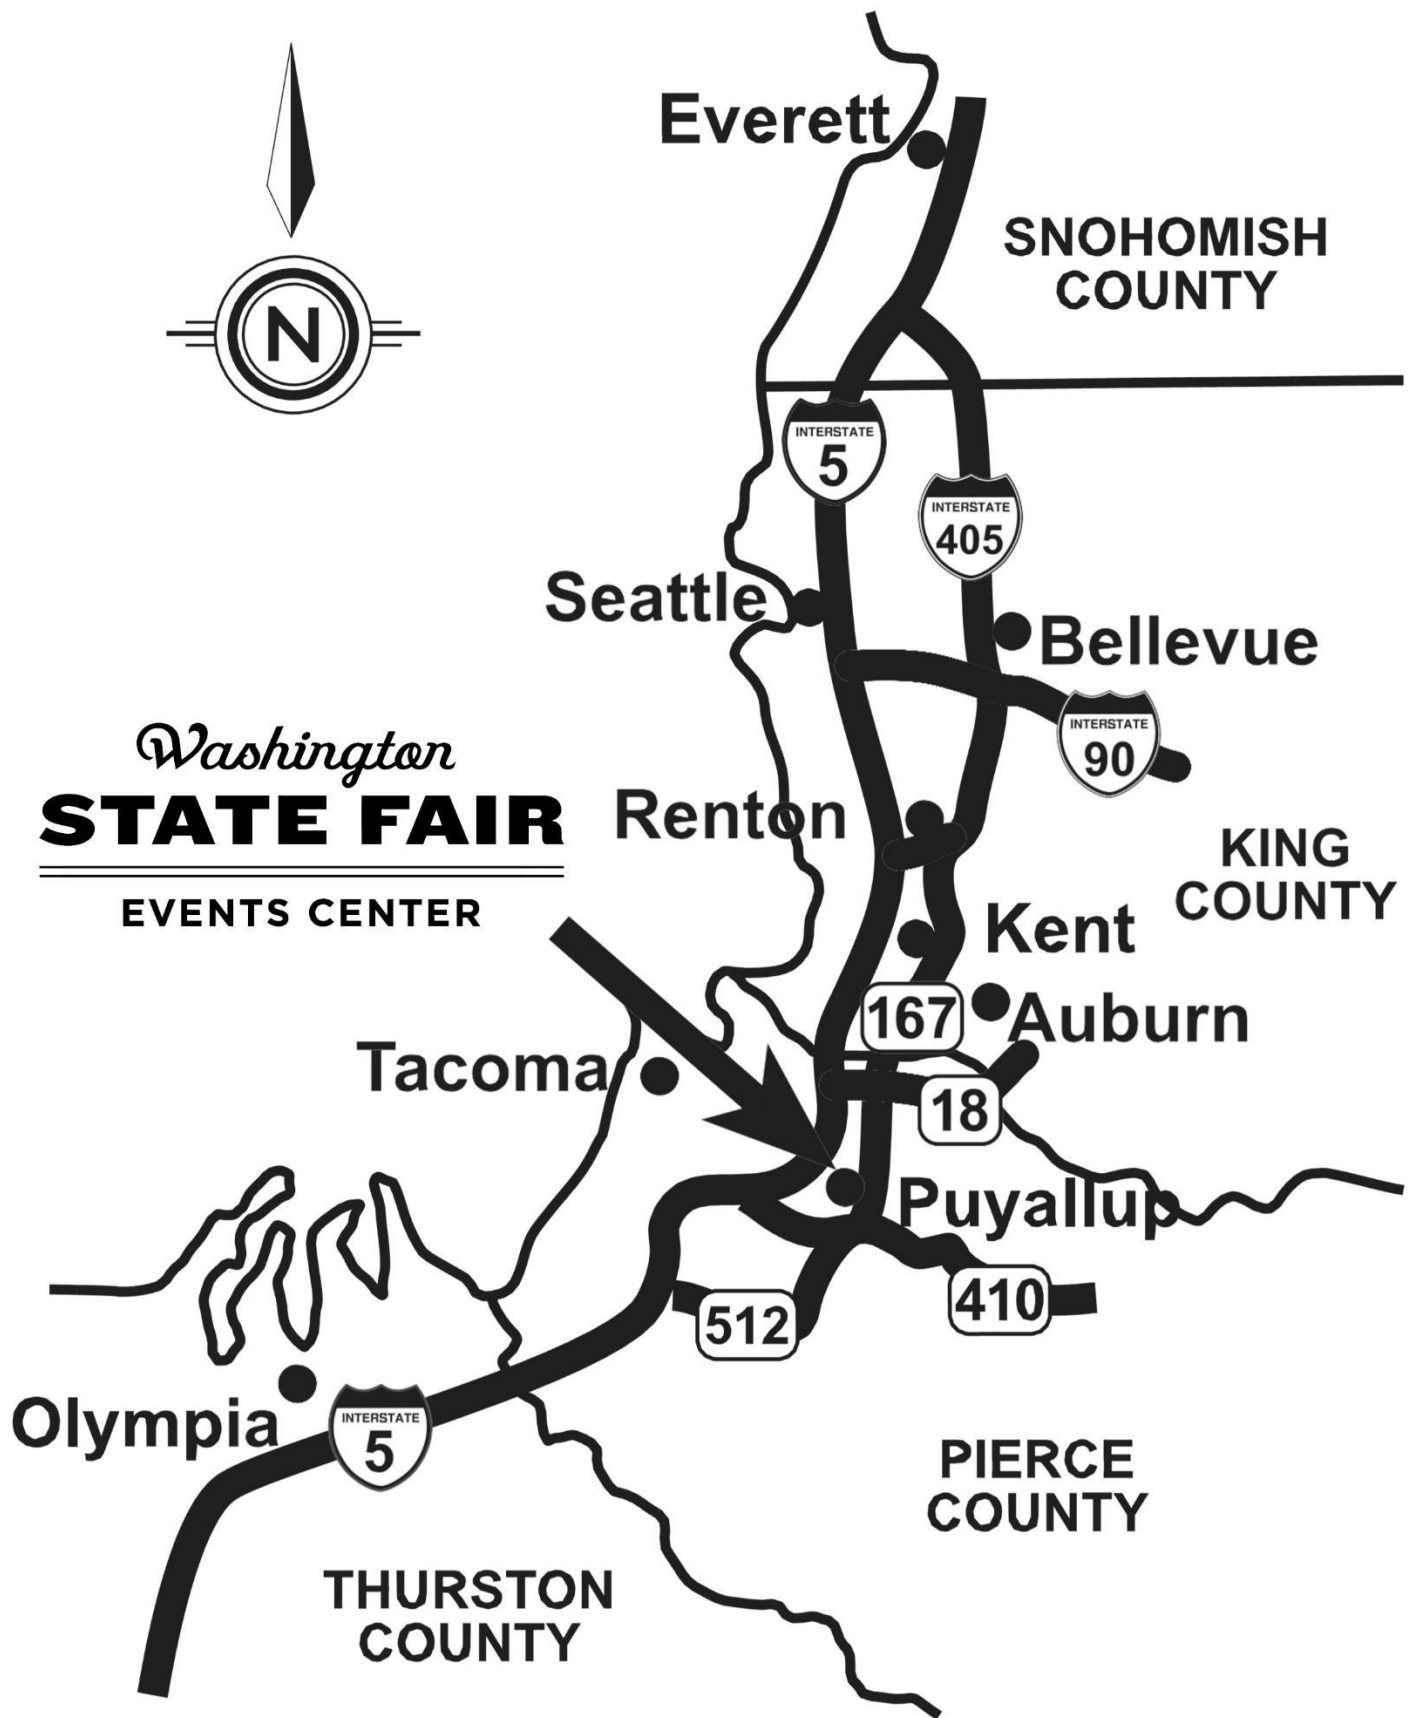 Everett
SNOHOMISH
COUNTY
N
INTERSTATE
5
INTERSTATE
405
Seattle
Bellevue
INTERSTATE
90
Washington
STATE FAIR
EVENTS CENTER
Renton
KING
COUNTY
Kent
167
Auburn
Tacoma
18
Puyallup
410
512
Olympia
INTERSTATE
5
PIERCE
COUNTY
THURSTON
COUNTY